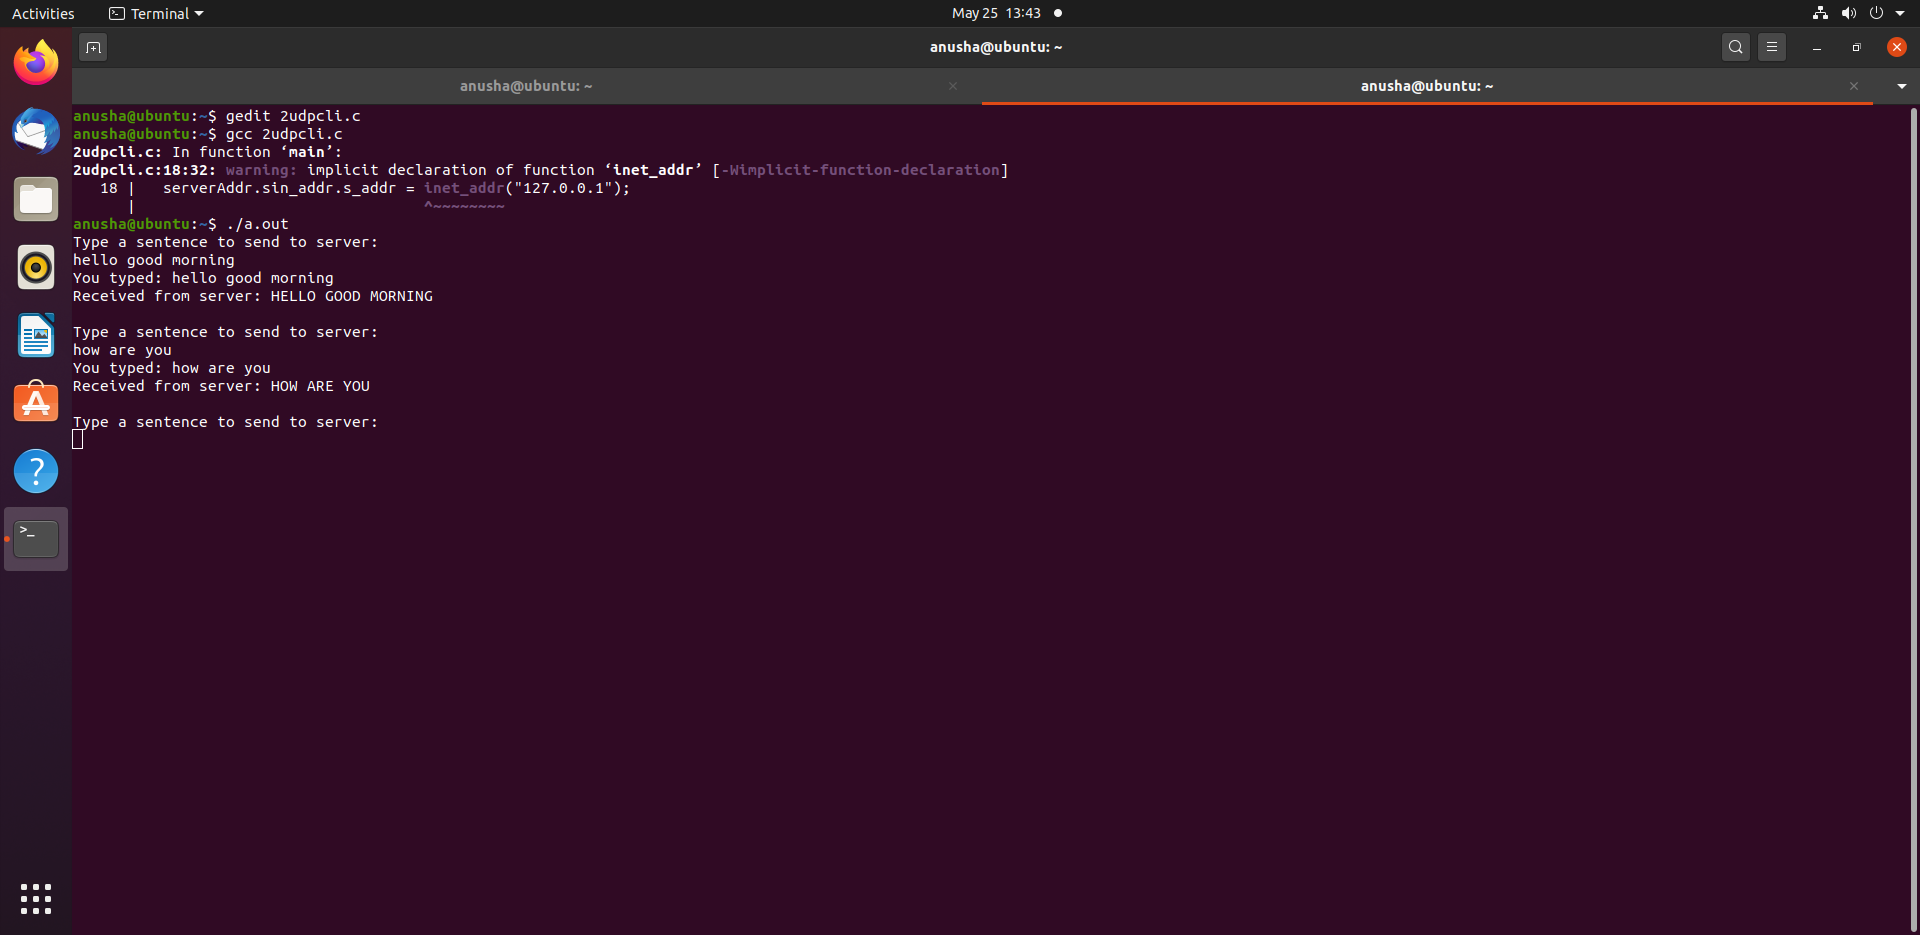 Activities
Terminal
May 25 13:43
anusha@ubuntu: ~
anusha@ubuntu: ~
anusha@ubuntu: ~
anusha@ubuntu:~$ gedit 2udpcli.c
anusha@ubuntu:~$ gcc 2udpcli.c
2udpcli.c: In function ‘main’:
2udpcli.c:18:32: warning: implicit declaration of function ‘inet_addr’ [-Wimplicit-function-declaration]
   18 |   serverAddr.sin_addr.s_addr = inet_addr("127.0.0.1");
      |                                ^~~~~~~~~
anusha@ubuntu:~$ ./a.out
Type a sentence to send to server:
hello good morning
You typed: hello good morning
Received from server: HELLO GOOD MORNING

Type a sentence to send to server:
how are you
You typed: how are you
Received from server: HOW ARE YOU

Type a sentence to send to server: